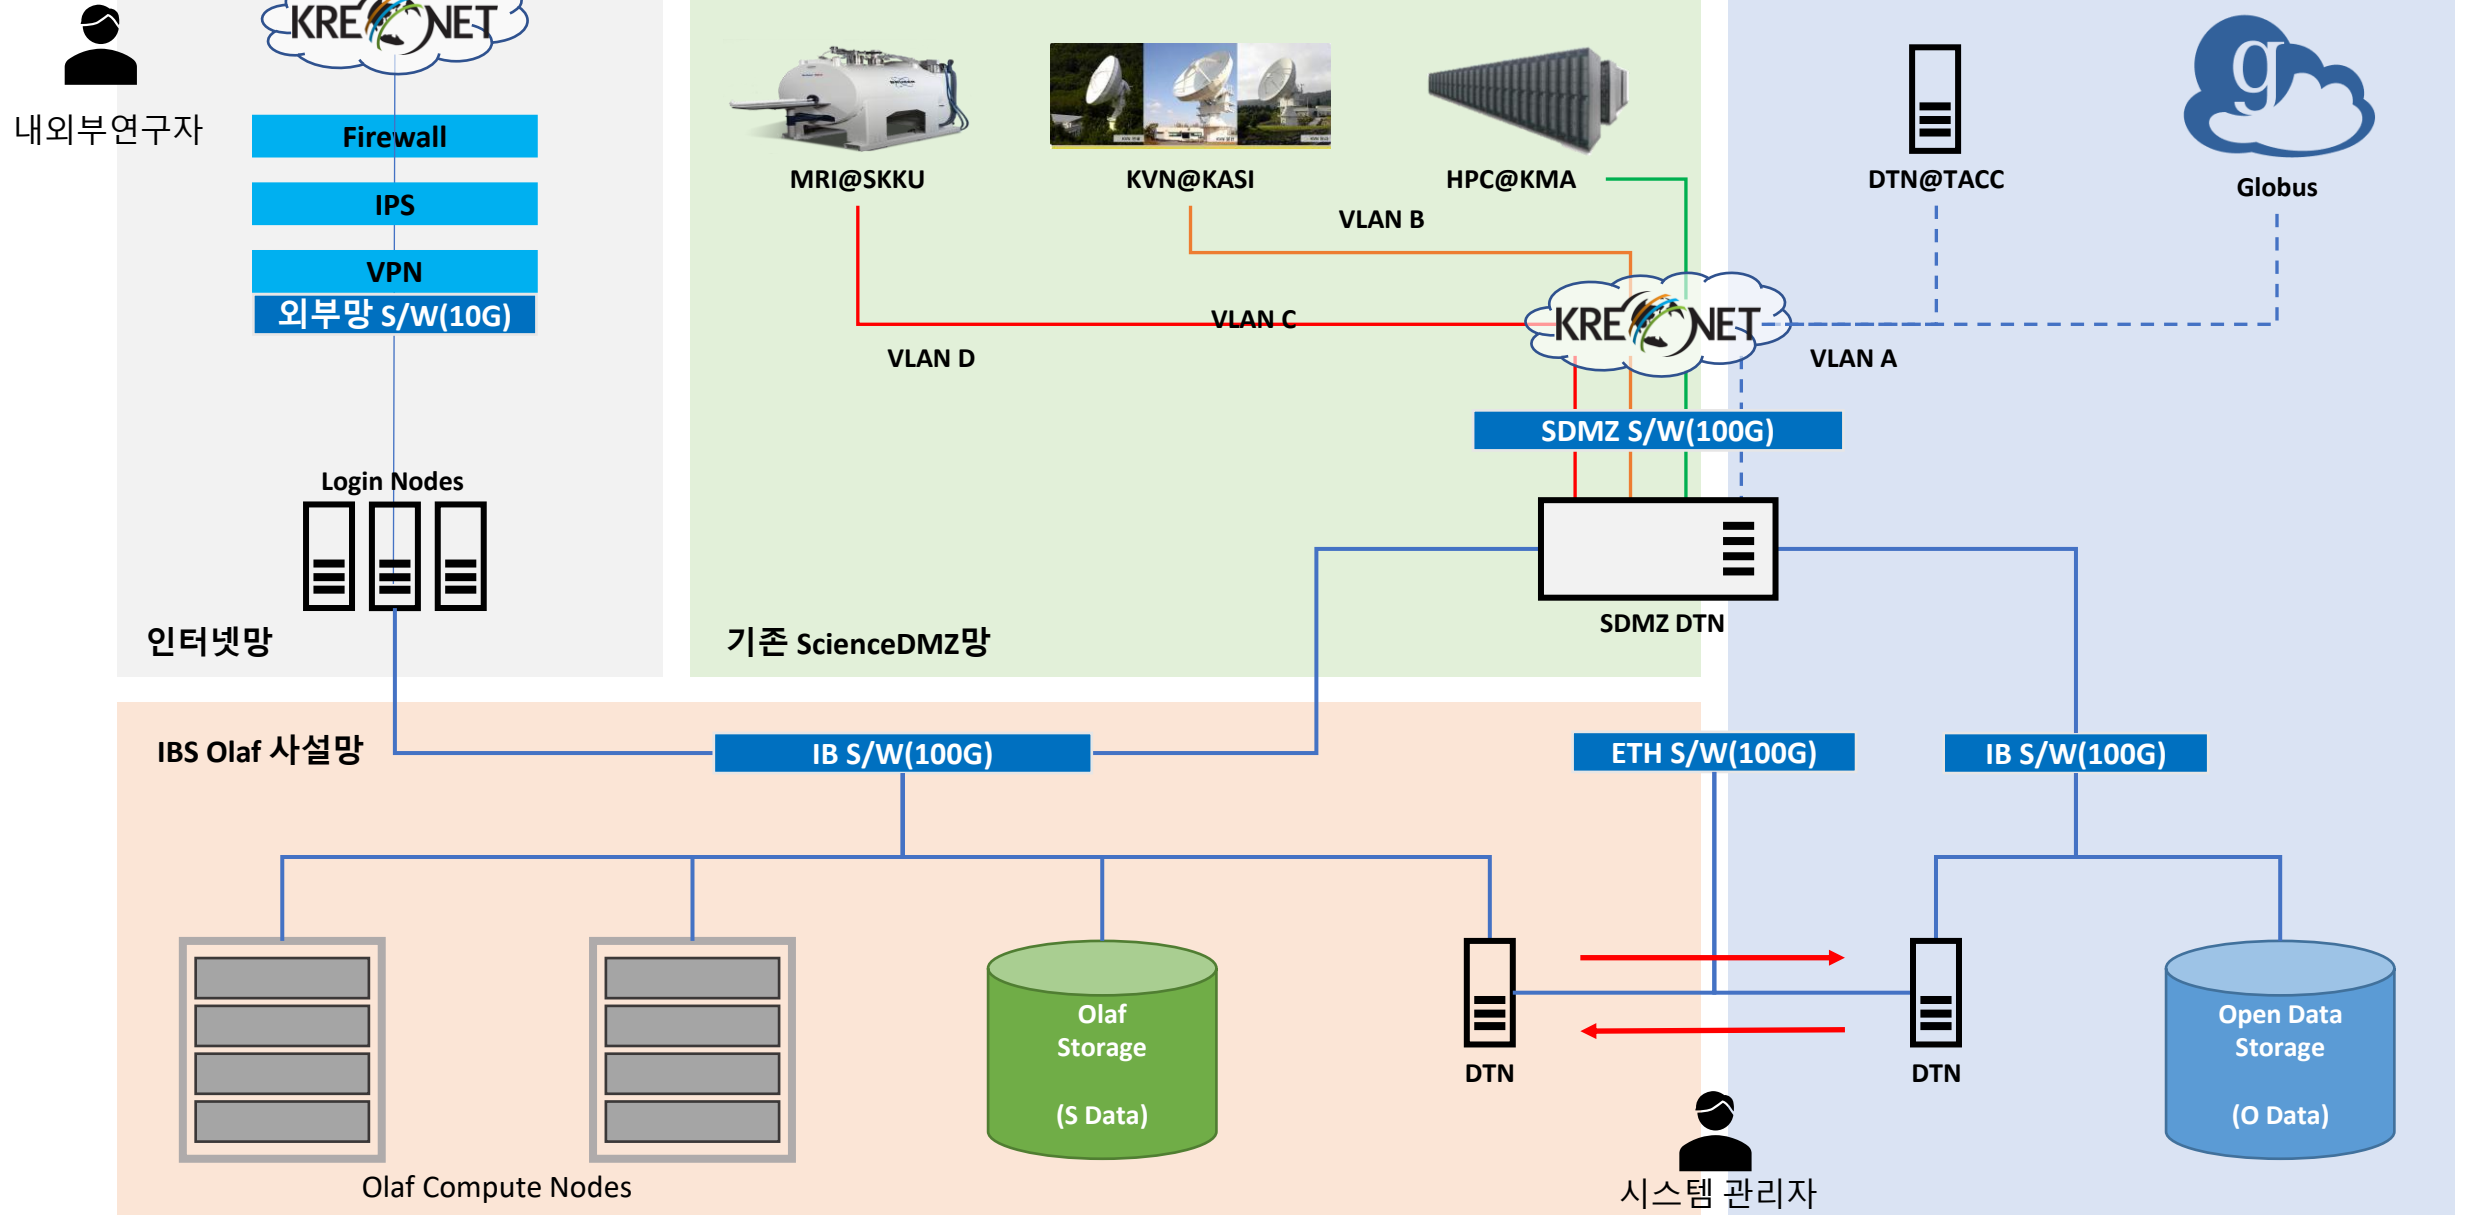 KREONET
내외부연구자
Firewall
IPS
VPN
외부망 S/W(10G)
Login Nodes
인터넷망
MRI@SKKU
KVN@KASI
HPC@KMA
VLAN B
VLAN C
VLAN D
KREONET
VLAN A
DTN@TACC
g
Globus
SDMZ S/W(100G)
SDMZ DTN
기존 ScienceDMZ망
IBS Olaf 사설망
IB S/W(100G)
ETH S/W(100G)
IB S/W(100G)
Olaf
Storage
(S Data)
DTN
DTN
Open Data
Storage
(O Data)
Olaf Compute Nodes
시스템 관리자